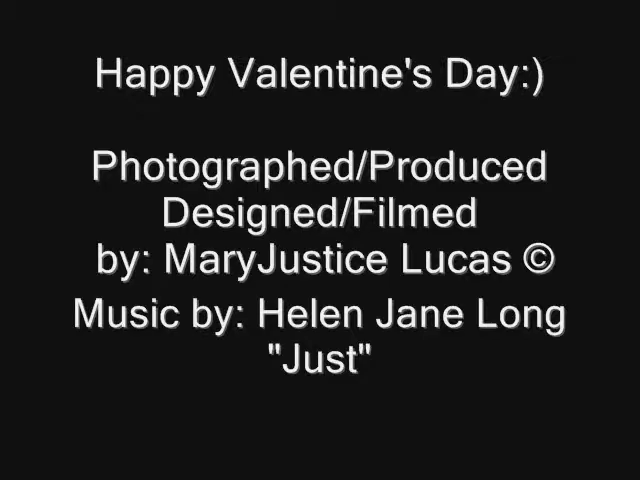 Happy Valentine's Day:)
Photographed/Produced
Designed/Filmed
by: MaryJustice Lucas ©
Music by: Helen Jane Long
"Just"